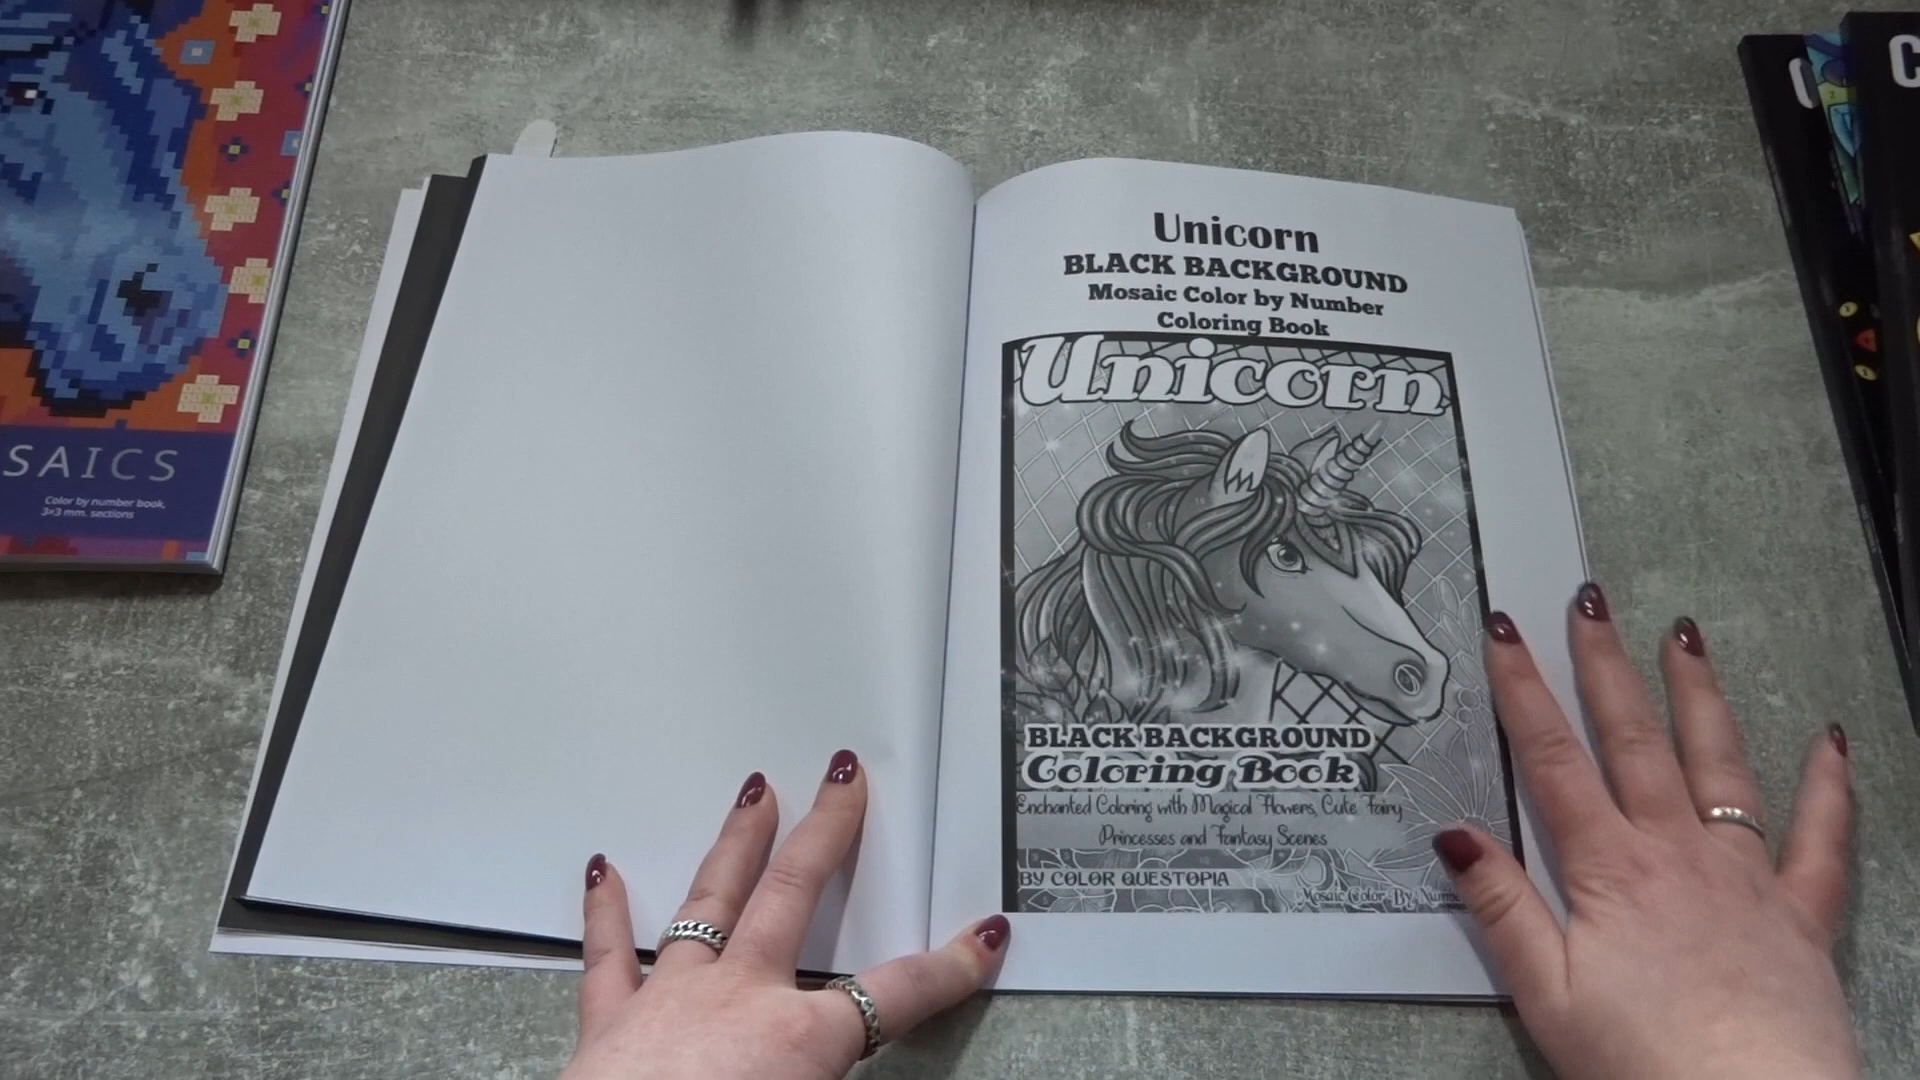 SAICS
Color by number book,
3×3 mm. sections
Unicorn
BLACK BACKGROUND
Mosaic Color by Number
Coloring Book
Unicorn
BLACK BACKGROUND
Coloring Book
Enchanted Coloring with Magical Flowers, Cute Fairy
Princesses and Fantasy Scenes
BY COLOR QUESTOPIA
Mosaic Color By Numbe
C